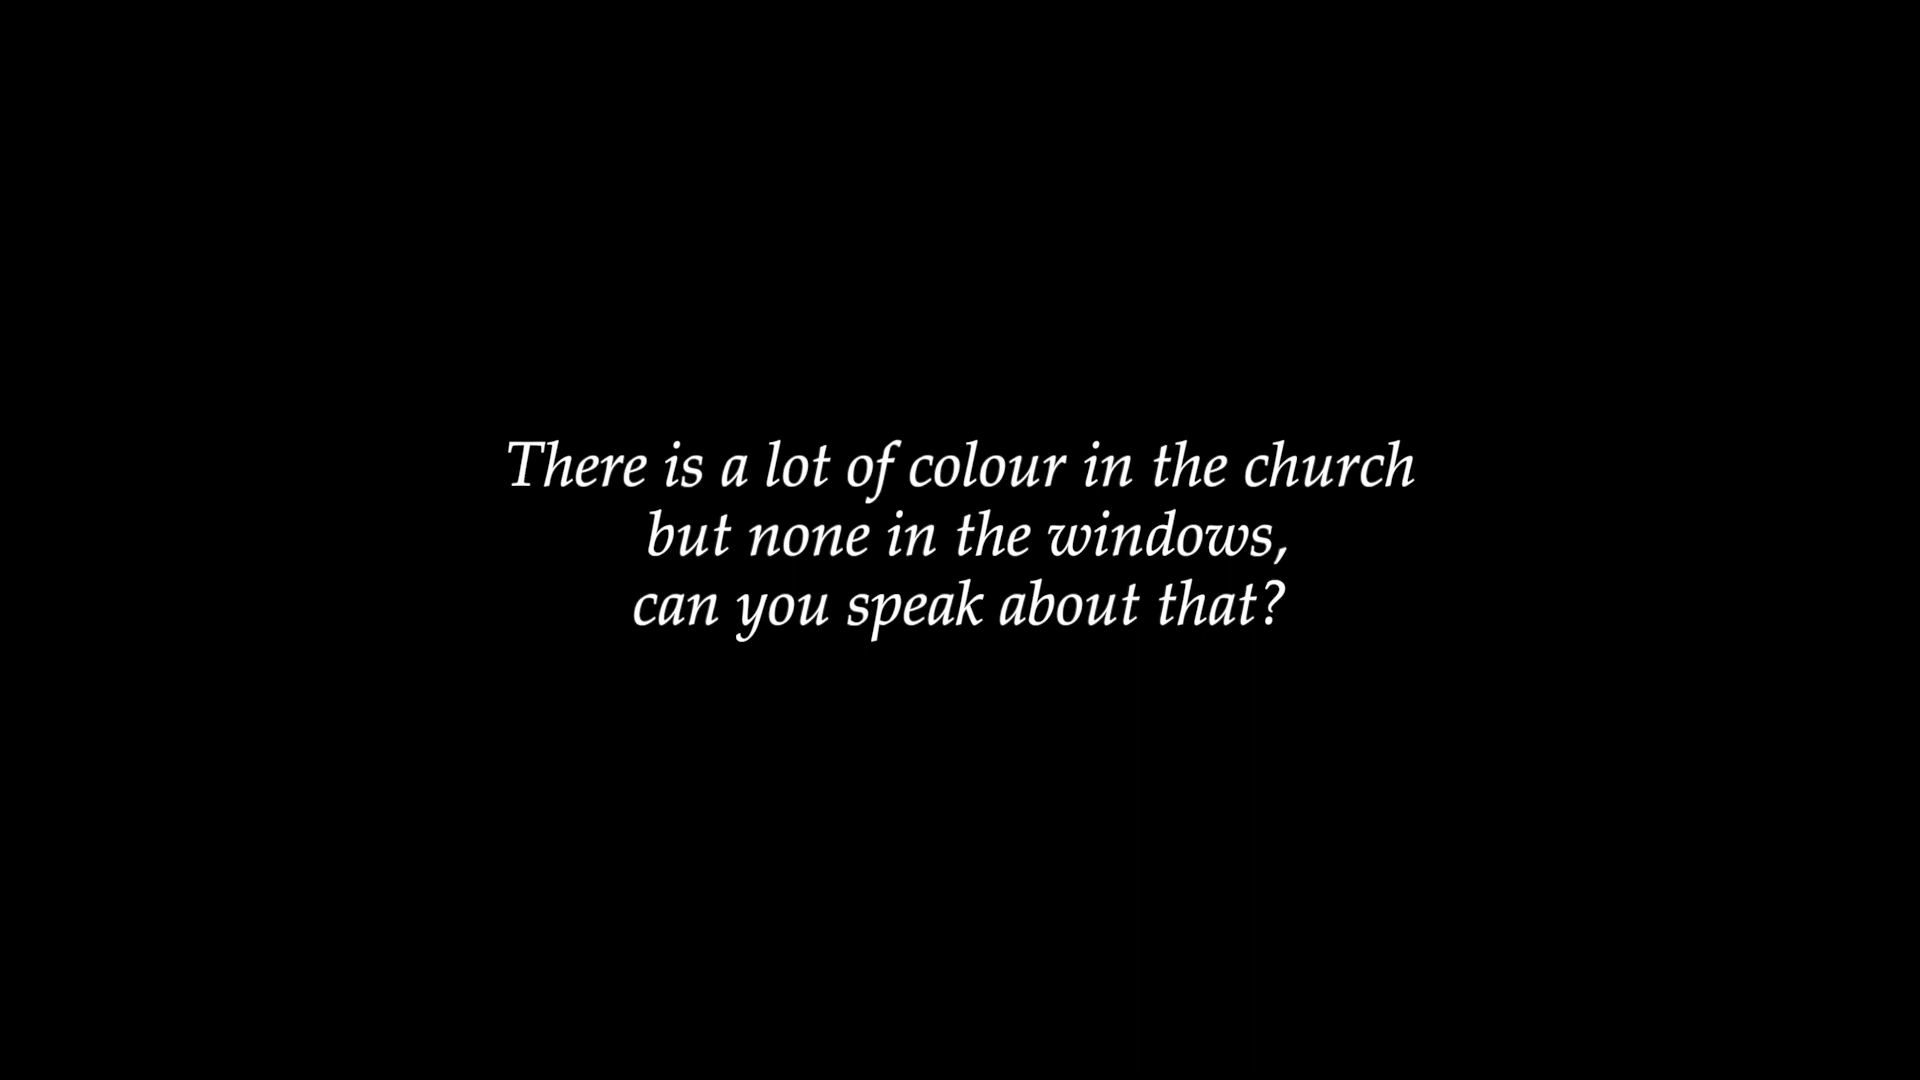 There is a lot of colour in the church
but none in the windows,
can you speak about that?